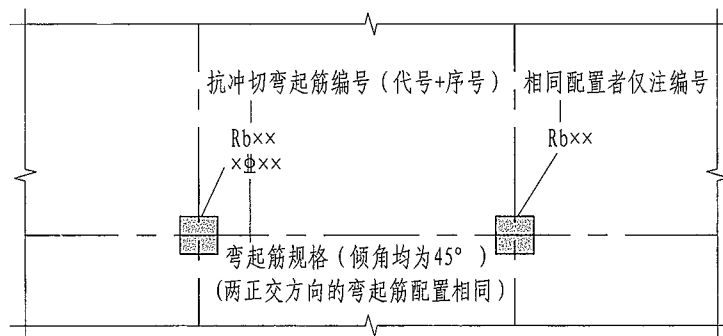 抗冲切弯起筋编号（代号+序号）
相同配置者仅注编号
Rb××
×⌽××
Rb××
弯起筋规格（倾角均为45°）
(两正交方向的弯起筋配置相同)